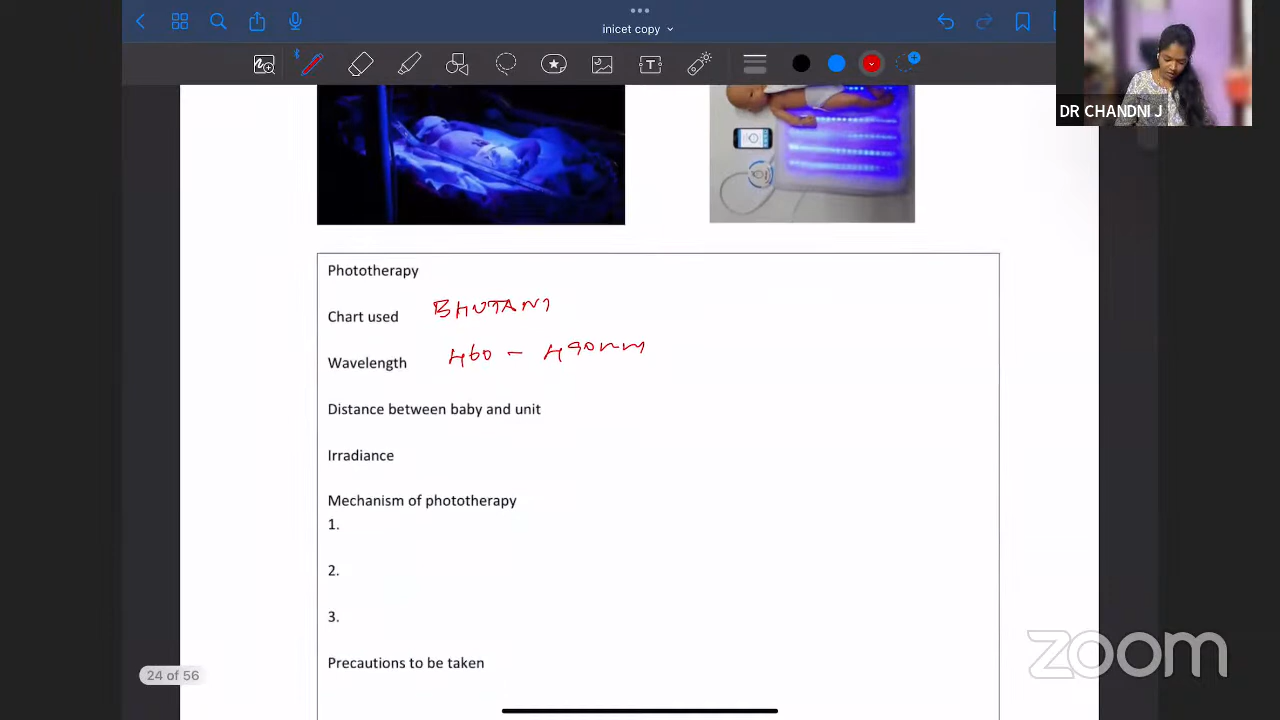 inicet copy
DR CHANDNI J
Phototherapy
Chart used BHUTANI
Wavelength 460 - 490nm
Distance between baby and unit
Irradiance
Mechanism of phototherapy
1.
2.
3.
Precautions to be taken
24 of 56
zoom